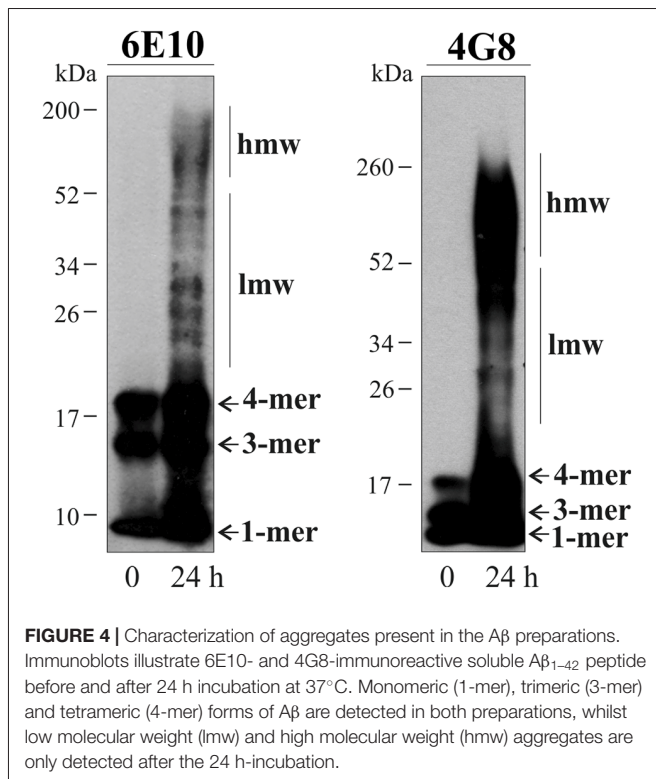 6E10
kDa
200
52
34
26
17
10
hmw
lmw
4-mer
3-mer
1-mer
0 24 h
4G8
kDa
260
52
34
26
17
hmw
lmw
4-mer
3-mer
1-mer
0 24 h
FIGURE 4 | Characterization of aggregates present in the Aβ preparations.
Immunoblots illustrate 6E10- and 4G8-immunoreactive soluble Aβ1–42 peptide
before and after 24 h incubation at 37°C. Monomeric (1-mer), trimeric (3-mer)
and tetrameric (4-mer) forms of Aβ are detected in both preparations, whilst
low molecular weight (lmw) and high molecular weight (hmw) aggregates are
only detected after the 24 h-incubation.